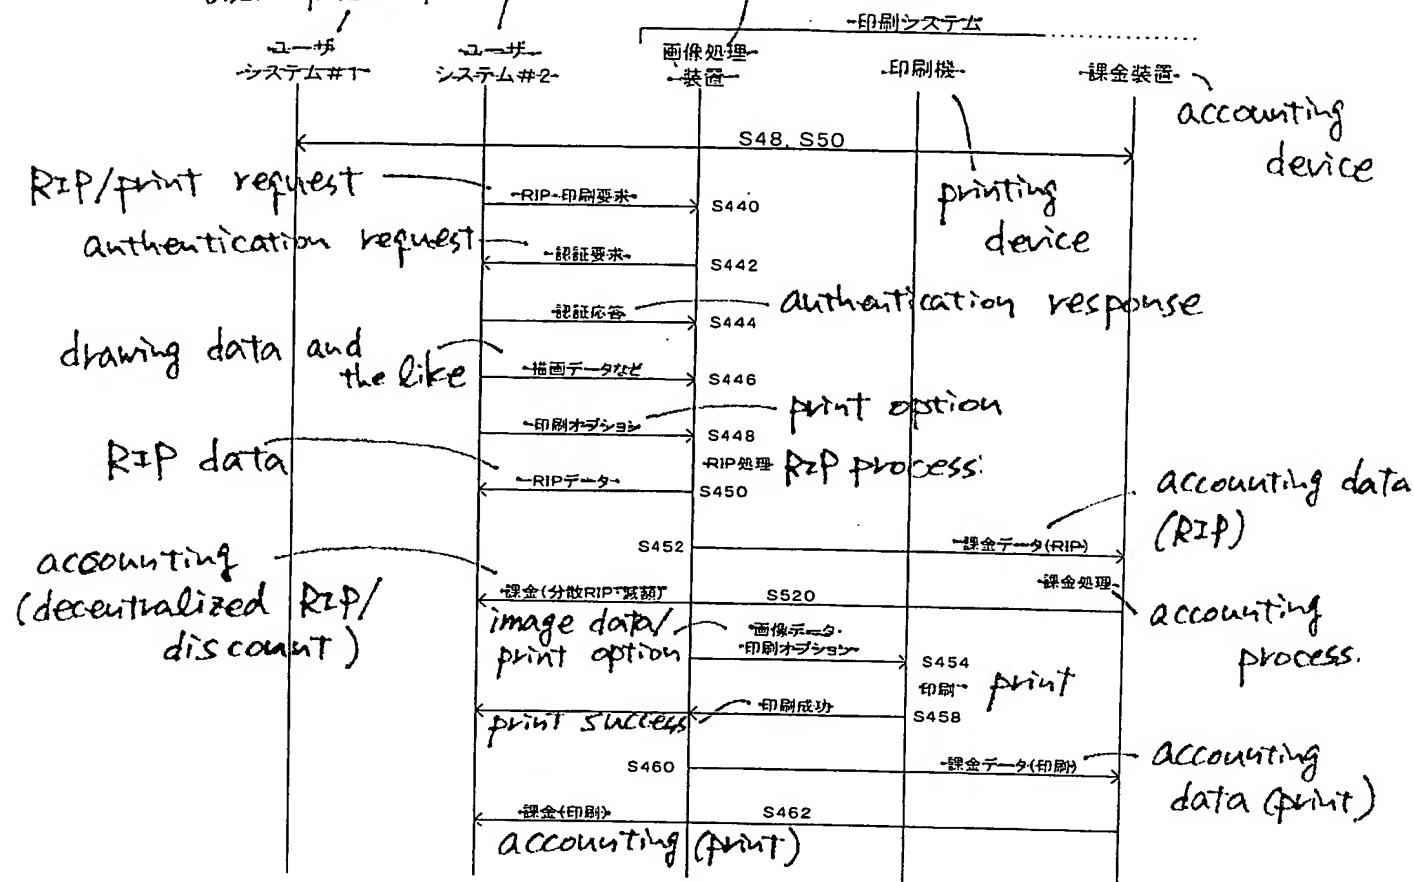 印刷システム
ユーザ
システム#1
ユーザー
システム#2
画像処理
装置
印刷機
課金装置
accounting
device
S48, S50
RIP/print request
RIP・印刷要求
S440
printing
device
authentication request
認証要求
S442
認証応答
S444
authentication response
drawing data and
the like
描画データなど
S446
print option
印刷オプション
S448
RIP data
RIP処理
RIP process.
RIPデータ
S450
accounting data
(RIP)
S452
課金データ(RIP)
accounting
(decentralized RIP/
discount)
課金(分散RIP・減額)
S520
課金処理
accounting
process.
image data/
print option
画像データ・
印刷オプション
S454
印刷
print
print success
印刷成功
S458
S460
課金データ(印刷)
accounting
data (print)
課金(印刷)
S462
accounting (print)